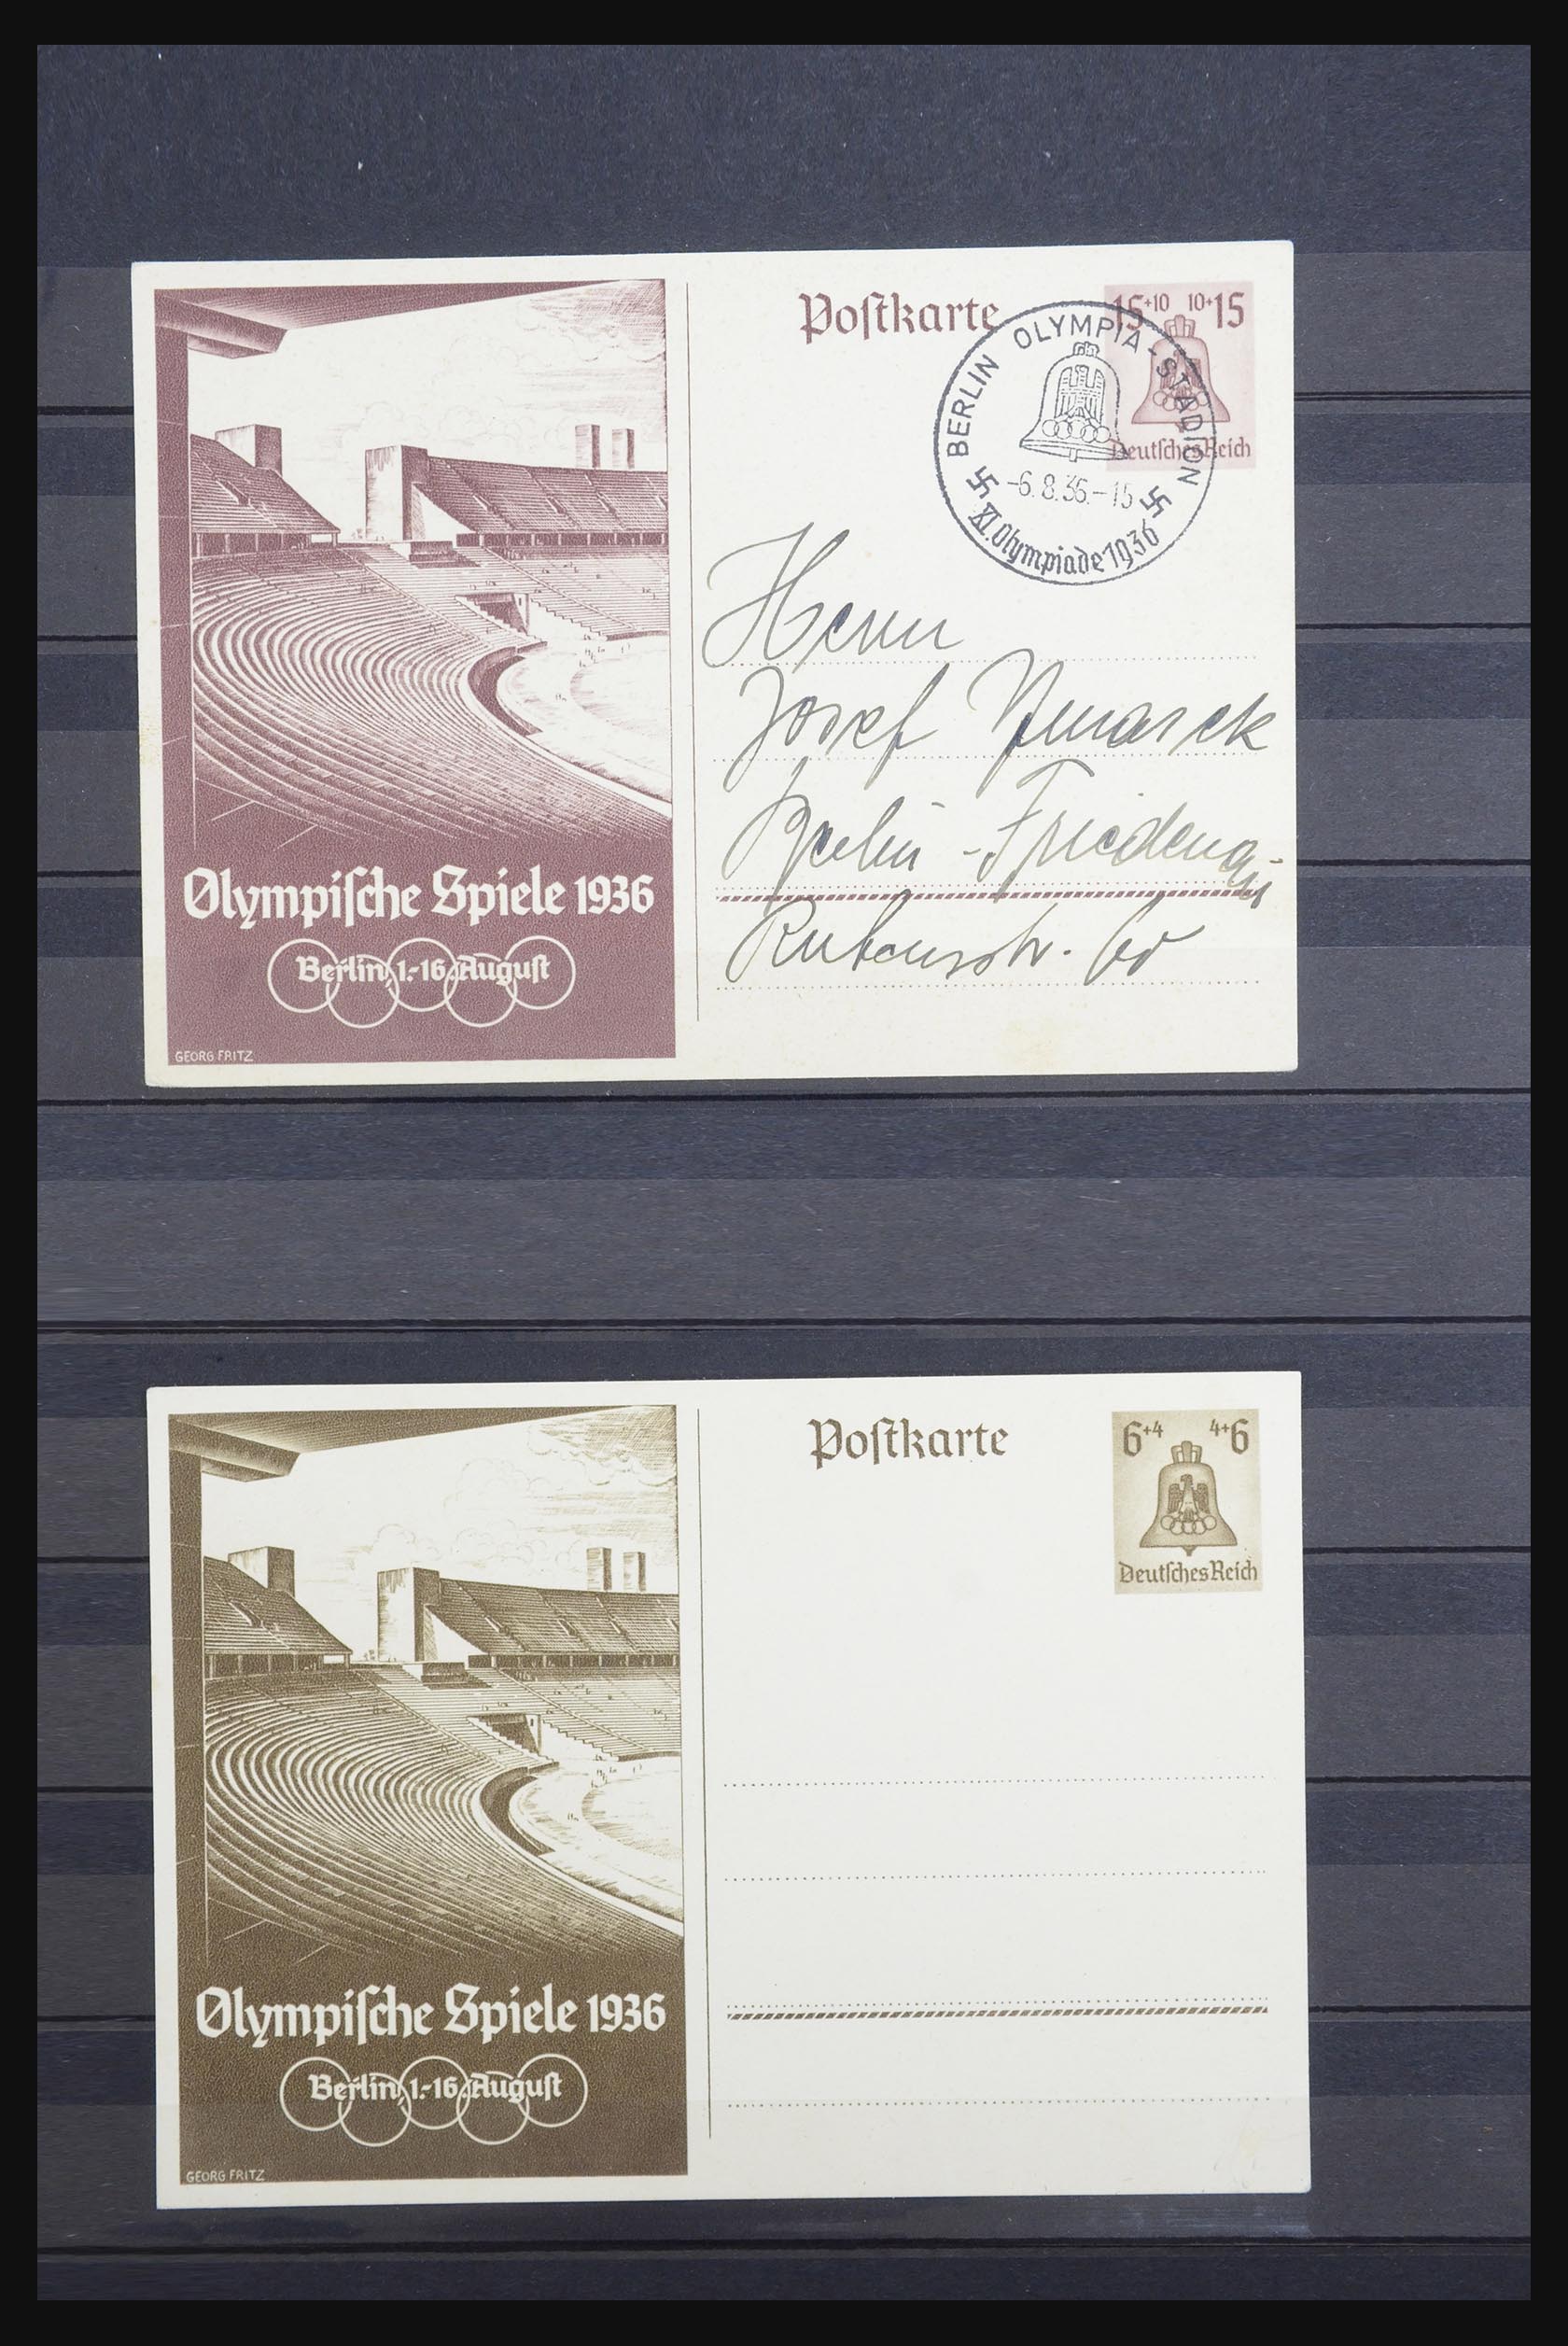 Postkarte
15+10 10+15
Deutsches Reich
BERLIN OLYMPIA-STADION
-6.8.36.-15
XI. Olympiade 1936
Herrn
Josef
Berlin-Friedenau
Rubensstr.
Olympische Spiele 1936
Berlin, 1.-16. August
GEORG FRITZ
Postkarte
6+4 4+6
Deutsches Reich
Olympische Spiele 1936
Berlin, 1.-16. August
GEORG FRITZ